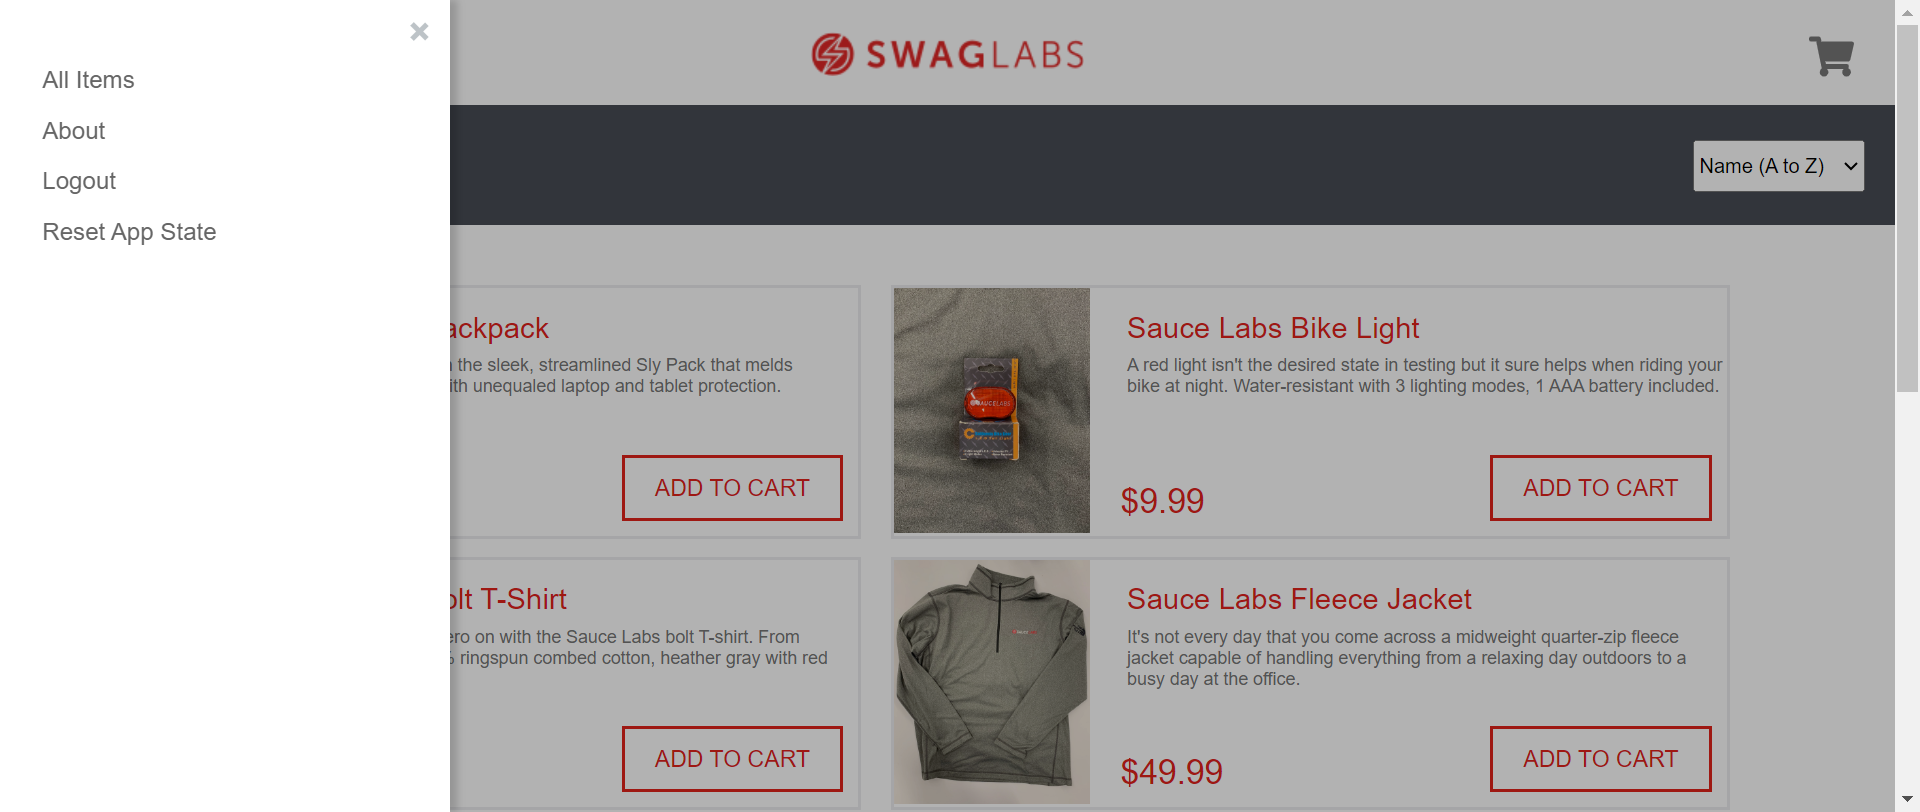 All Items
About
Logout
Reset App State
SWAGLABS
Name (A to Z)
ackpack
the sleek, streamlined Sly Pack that melds
ith unequaled laptop and tablet protection.
ADD TO CART
Sauce Labs Bike Light
A red light isn't the desired state in testing but it sure helps when riding your
bike at night. Water-resistant with 3 lighting modes, 1 AAA battery included.
$9.99
ADD TO CART
olt T-Shirt
ero on with the Sauce Labs bolt T-shirt. From
% ringspun combed cotton, heather gray with red
ADD TO CART
Sauce Labs Fleece Jacket
It's not every day that you come across a midweight quarter-zip fleece
jacket capable of handling everything from a relaxing day outdoors to a
busy day at the office.
$49.99
ADD TO CART